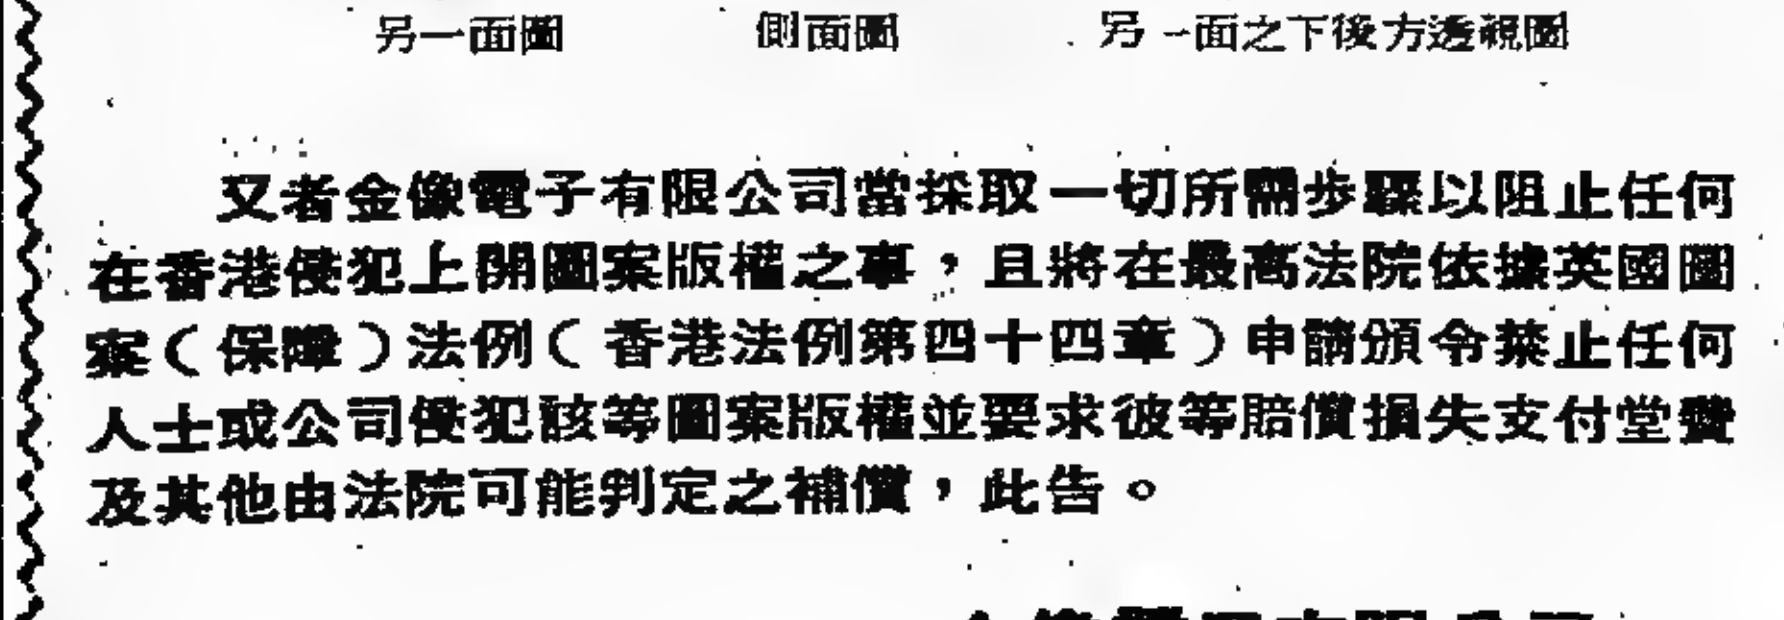 另一面圖 側面圖 另一面之下後方透視圖
又者金像電子有限公司當採取一切所需步驟以阻止任何
在香港侵犯上開圖案版權之事，且將在最高法院依據英國圖
案(保障)法例(香港法例第四十四章)申請頒令禁止任何
人士或公司侵犯該等圖案版權並要求彼等賠償損失支付堂費
及其他由法院可能判定之補償，此告。